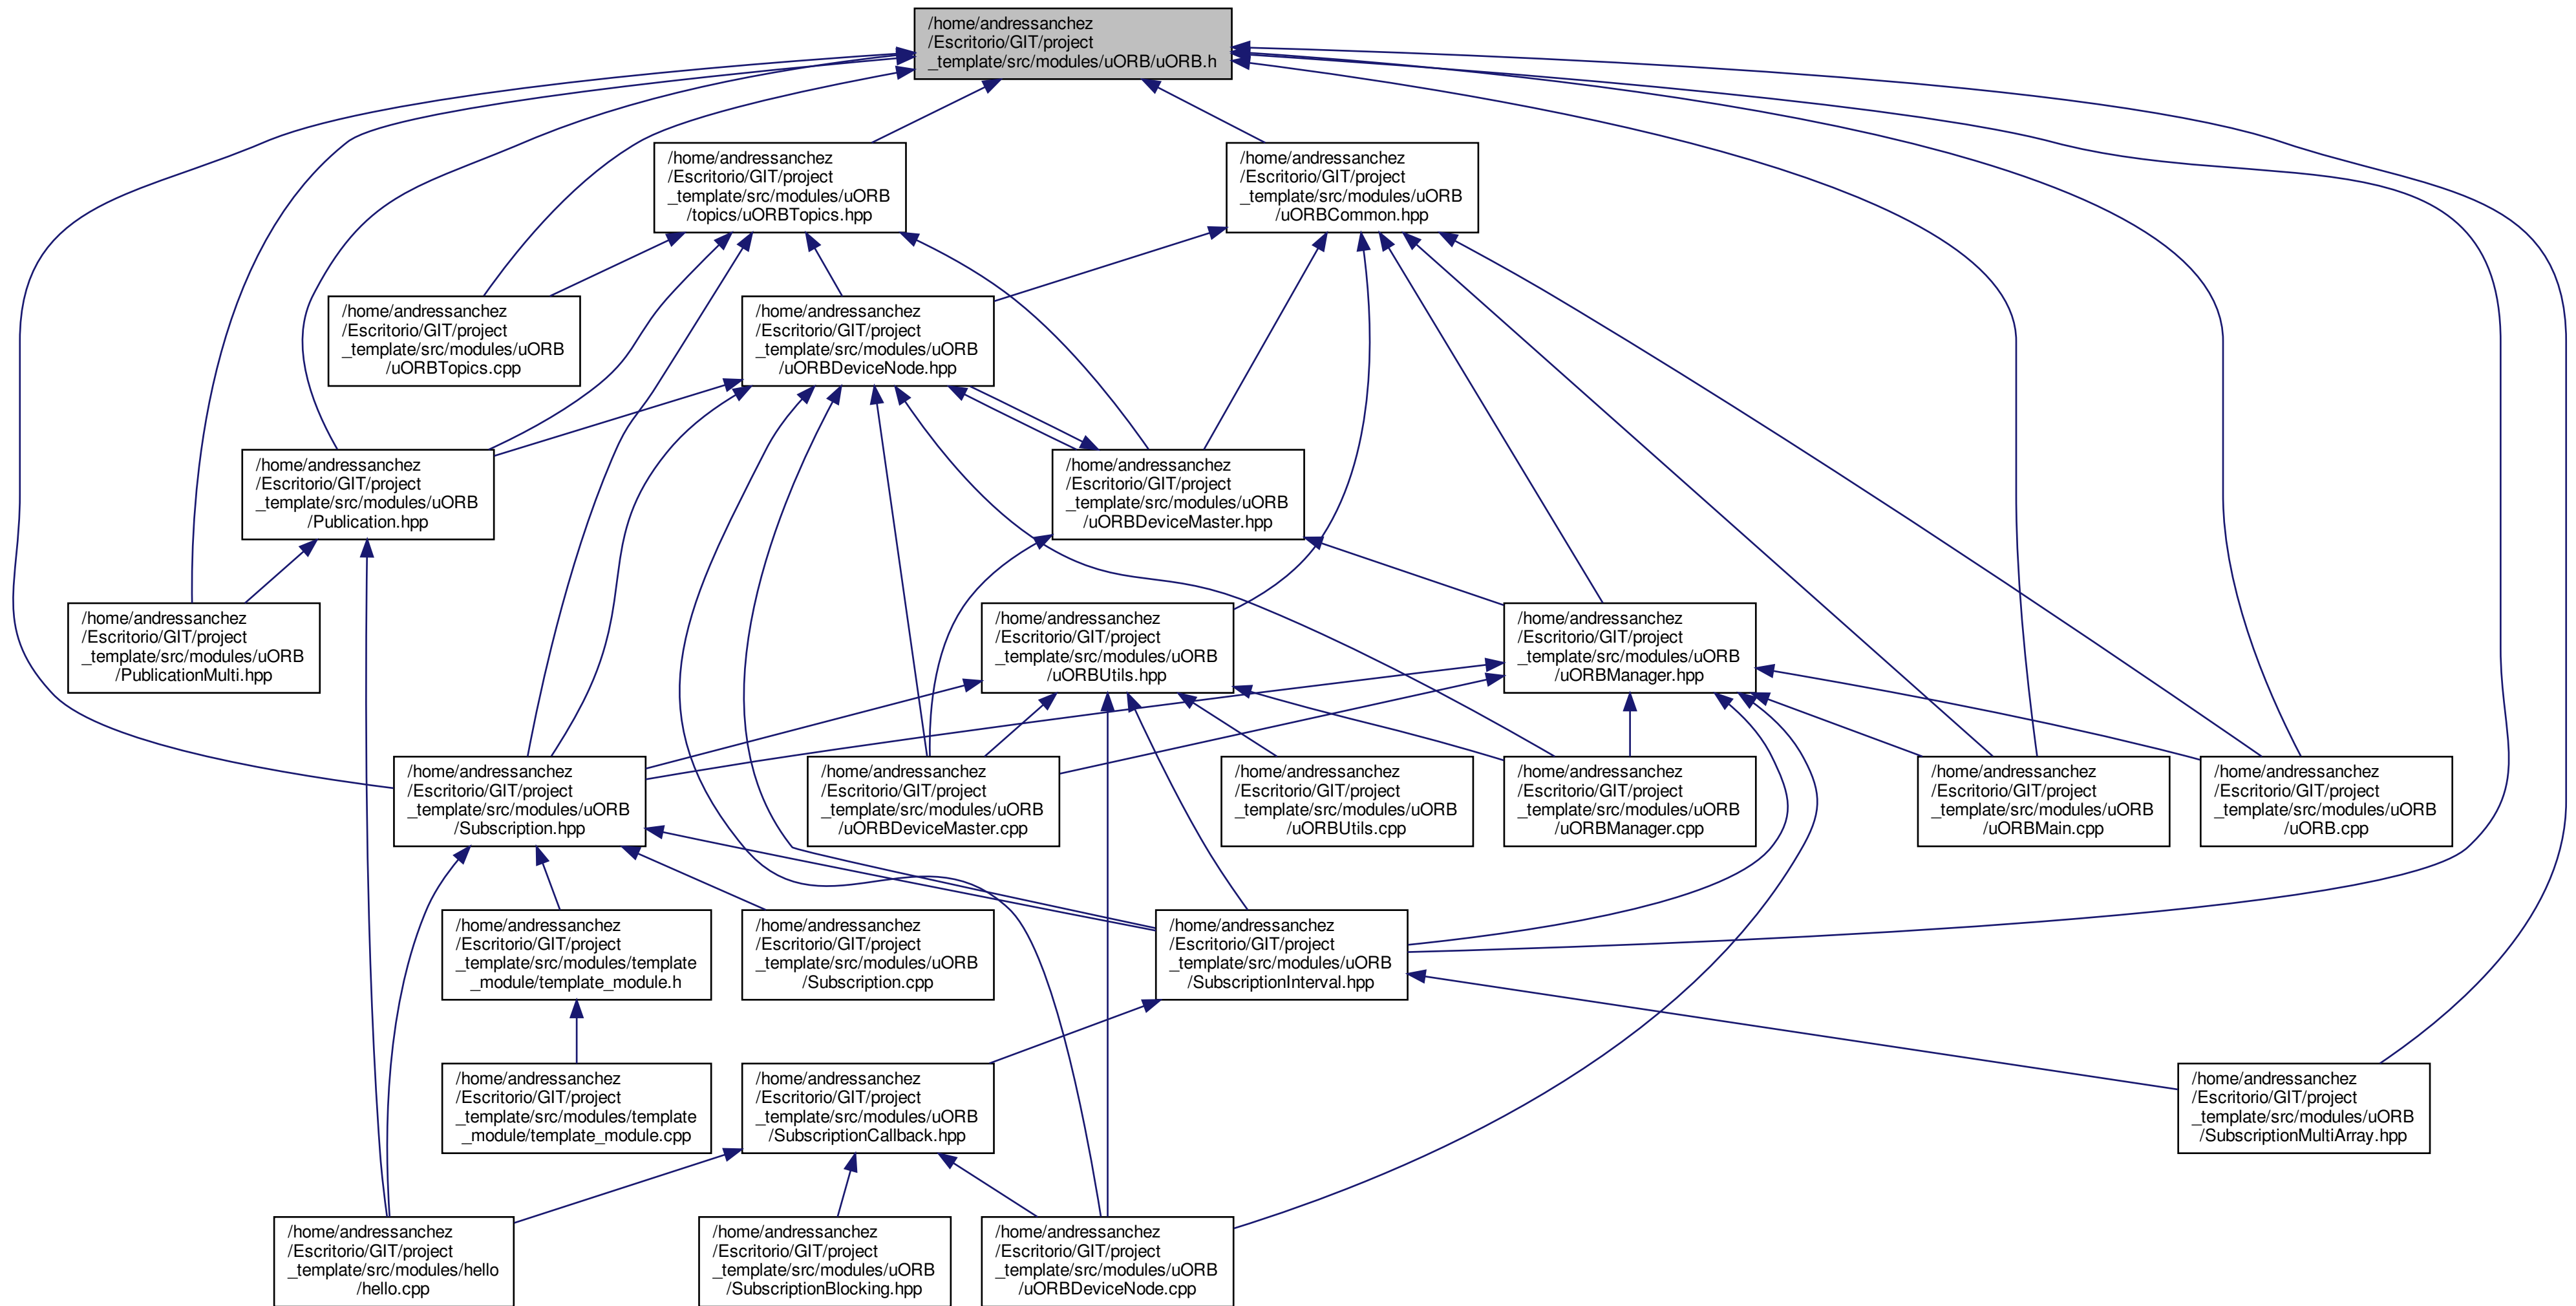 /home/andressanchez
/Escritorio/GIT/project
_template/src/modules/uORB/uORB.h
/home/andressanchez
/Escritorio/GIT/project
_template/src/modules/uORB
/topics/uORBTopics.hpp
/home/andressanchez
/Escritorio/GIT/project
_template/src/modules/uORB
/uORBCommon.hpp
/home/andressanchez
/Escritorio/GIT/project
_template/src/modules/uORB
/uORBTopics.cpp
/home/andressanchez
/Escritorio/GIT/project
_template/src/modules/uORB
/uORBDeviceNode.hpp
/home/andressanchez
/Escritorio/GIT/project
_template/src/modules/uORB
/Publication.hpp
/home/andressanchez
/Escritorio/GIT/project
_template/src/modules/uORB
/uORBDeviceMaster.hpp
/home/andressanchez
/Escritorio/GIT/project
_template/src/modules/uORB
/PublicationMulti.hpp
/home/andressanchez
/Escritorio/GIT/project
_template/src/modules/uORB
/uORBUtils.hpp
/home/andressanchez
/Escritorio/GIT/project
_template/src/modules/uORB
/uORBManager.hpp
/home/andressanchez
/Escritorio/GIT/project
_template/src/modules/uORB
/Subscription.hpp
/home/andressanchez
/Escritorio/GIT/project
_template/src/modules/uORB
/uORBDeviceMaster.cpp
/home/andressanchez
/Escritorio/GIT/project
_template/src/modules/uORB
/uORBUtils.cpp
/home/andressanchez
/Escritorio/GIT/project
_template/src/modules/uORB
/uORBManager.cpp
/home/andressanchez
/Escritorio/GIT/project
_template/src/modules/uORB
/uORBMain.cpp
/home/andressanchez
/Escritorio/GIT/project
_template/src/modules/uORB
/uORB.cpp
/home/andressanchez
/Escritorio/GIT/project
_template/src/modules/template
_module/template_module.h
/home/andressanchez
/Escritorio/GIT/project
_template/src/modules/uORB
/Subscription.cpp
/home/andressanchez
/Escritorio/GIT/project
_template/src/modules/uORB
/SubscriptionInterval.hpp
/home/andressanchez
/Escritorio/GIT/project
_template/src/modules/template
_module/template_module.cpp
/home/andressanchez
/Escritorio/GIT/project
_template/src/modules/uORB
/SubscriptionCallback.hpp
/home/andressanchez
/Escritorio/GIT/project
_template/src/modules/uORB
/SubscriptionMultiArray.hpp
/home/andressanchez
/Escritorio/GIT/project
_template/src/modules/hello
/hello.cpp
/home/andressanchez
/Escritorio/GIT/project
_template/src/modules/uORB
/SubscriptionBlocking.hpp
/home/andressanchez
/Escritorio/GIT/project
_template/src/modules/uORB
/uORBDeviceNode.cpp